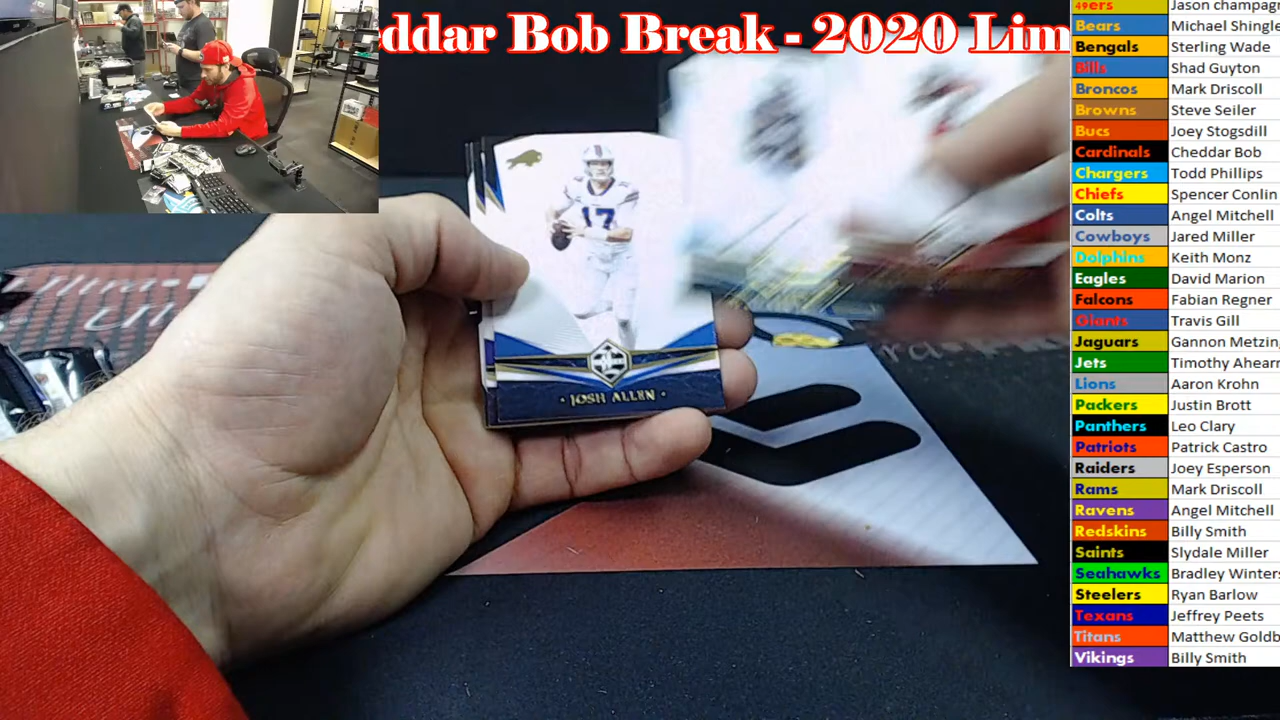 eddar Bob Break - 2020 Lim
49ers Jason champag
Bears Michael Shingle
Bengals Sterling Wade
Bills Shad Guyton
Broncos Mark Driscoll
Browns Steve Seiler
Bucs Joey Stogsdill
Cardinals Cheddar Bob
Chargers Todd Phillips
Chiefs Spencer Conlin
Colts Angel Mitchell
Cowboys Jared Miller
Dolphins Keith Monz
Eagles David Marion
Falcons Fabian Regner
Giants Travis Gill
Jaguars Gannon Metzin
Jets Timothy Ahearn
Lions Aaron Krohn
Packers Justin Brott
Panthers Leo Clary
Patriots Patrick Castro
Raiders Joey Esperson
Rams Mark Driscoll
Ravens Angel Mitchell
Redskins Billy Smith
Saints Slydale Miller
Seahawks Bradley Winters
Steelers Ryan Barlow
Texans Jeffrey Peets
Titans Matthew Goldb
Vikings Billy Smith
17
· JOSH ALLEN ·